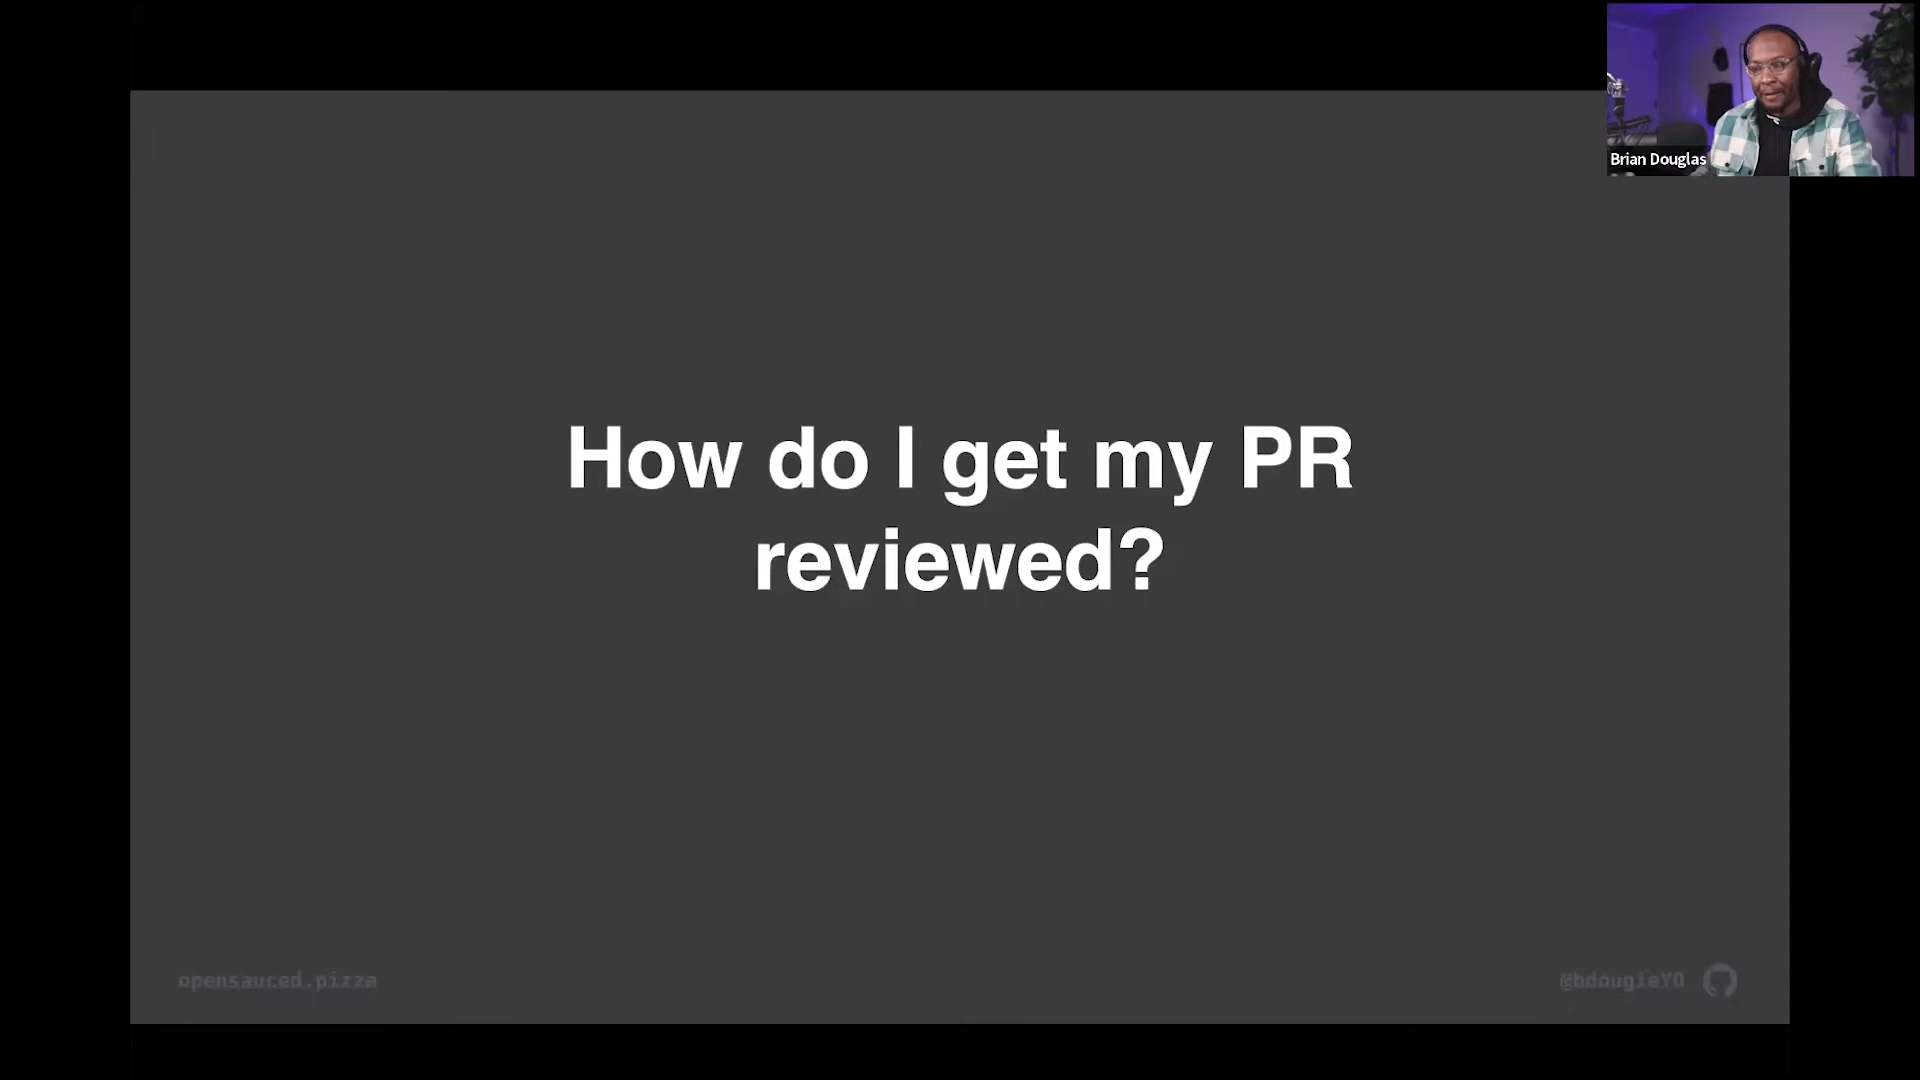 Brian Douglas
How do I get my PR
reviewed?
opensauced.pizza
@bdougieYO